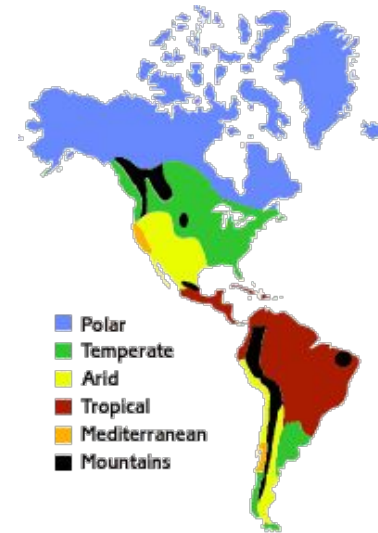 Polar
Temperate
Arid
Tropical
Mediterranean
Mountains